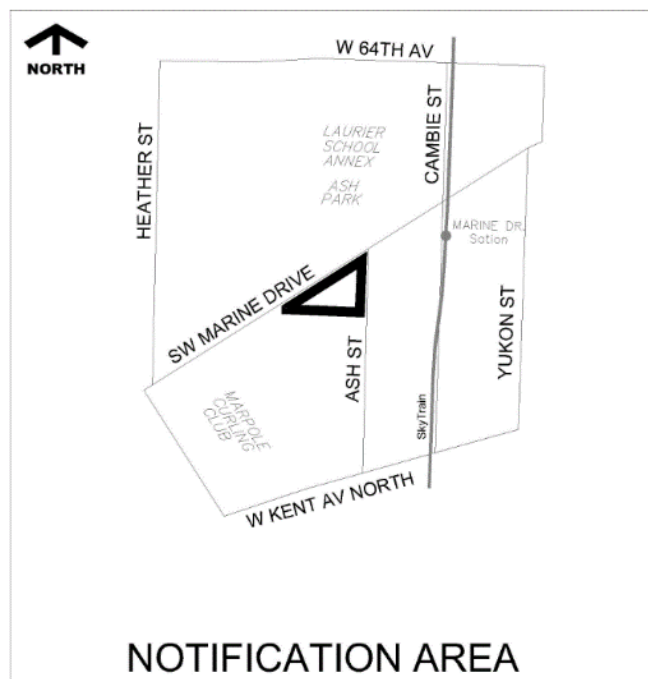 NORTH
W 64TH AV
HEATHER ST
LAURIER
SCHOOL
ANNEX
ASH
PARK
CAMBIE ST
MARINE DR.
Sation
SW MARINE DRIVE
YUKON ST
ASH ST
MARPOLE
CURLING
CLUB
SkyTrain
W KENT AV NORTH
NOTIFICATION AREA